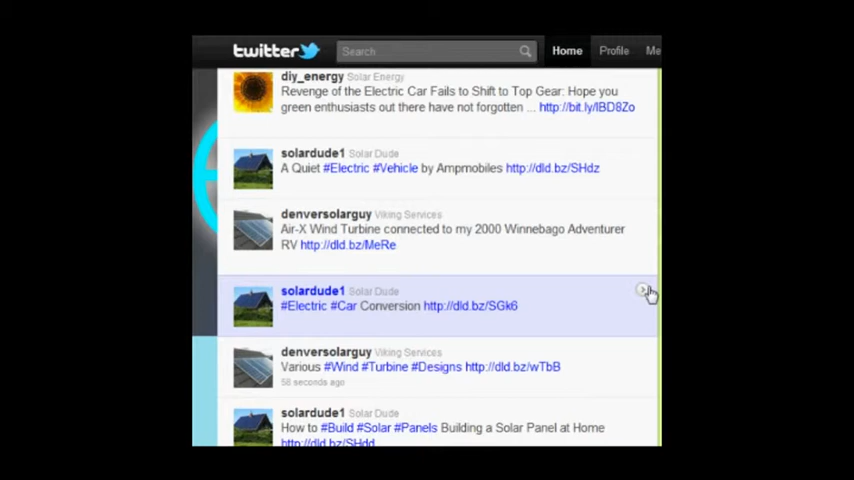 twitter Search Home Profile Me
diy_energy Solar Energy
Revenge of the Electric Car Fails to Shift to Top Gear: Hope you
green enthusiasts out there have not forgotten ... http://bit.ly/lBD8Zo
solardude1 Solar Dude
A Quiet #Electric #Vehicle by Ampmobiles http://dld.bz/SHdz
denversolarguy Viking Services
Air-X Wind Turbine connected to my 2000 Winnebago Adventurer
RV http://dld.bz/MeRe
solardude1 Solar Dude
#Electric #Car Conversion http://dld.bz/SGk6
denversolarguy Viking Services
Various #Wind #Turbine #Designs http://dld.bz/wTbB
58 seconds ago
solardude1 Solar Dude
How to #Build #Solar #Panels Building a Solar Panel at Home
http://dld.bz/SHdd